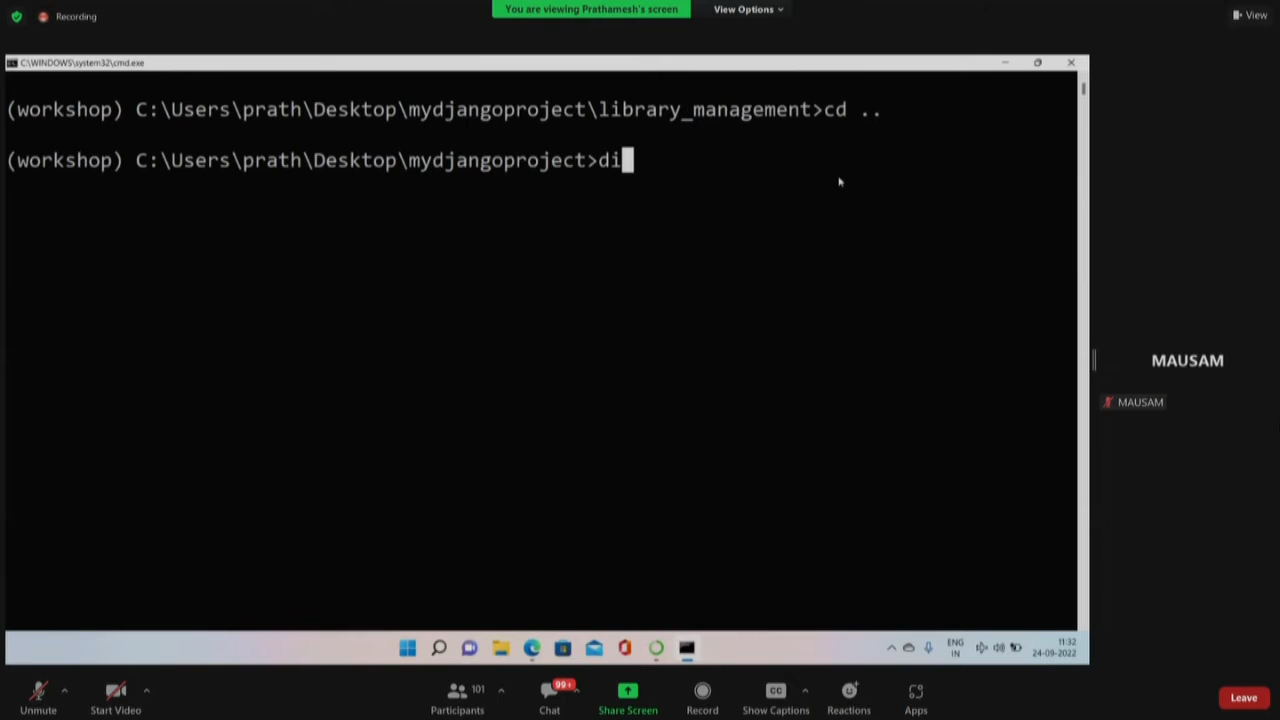 Recording
You are viewing Prathamesh's screen
View Options
View
C:\WINDOWS\system32\cmd.exe
(workshop) C:\Users\prath\Desktop\mydjangoproject\library_management>cd ..
(workshop) C:\Users\prath\Desktop\mydjangoproject>di
MAUSAM
MAUSAM
ENG
IN
11:32
24-09-2022
Unmute
Start Video
101
Participants
99+
Chat
Share Screen
Record
CC
Show Captions
Reactions
Apps
Leave